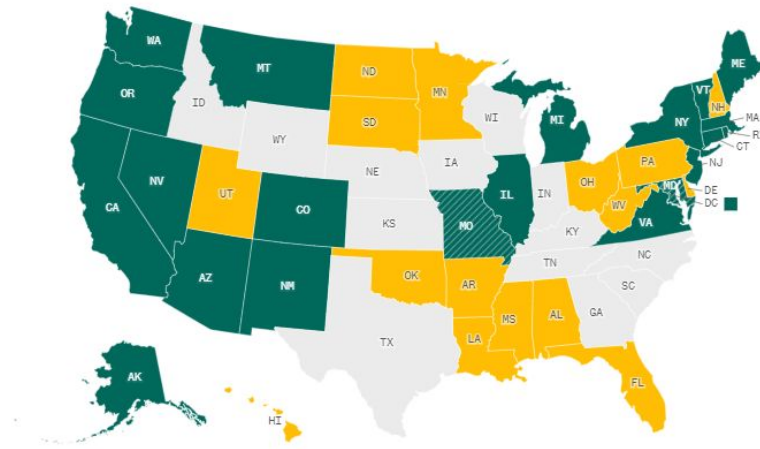 WA
ME
MT
ND
VT
MN
OR
NH
ID
SD
WI
NY
MA
MI
R
WY
CT
PA
IA
NJ
NE
OH
NV
IL
IN
DE
UT
MD
WV
DC
CO
CA
VA
KS
MO
KY
NC
TN
OK
AZ
NM
AR
SC
MS
AL
GA
LA
TX
AK
FL
HI